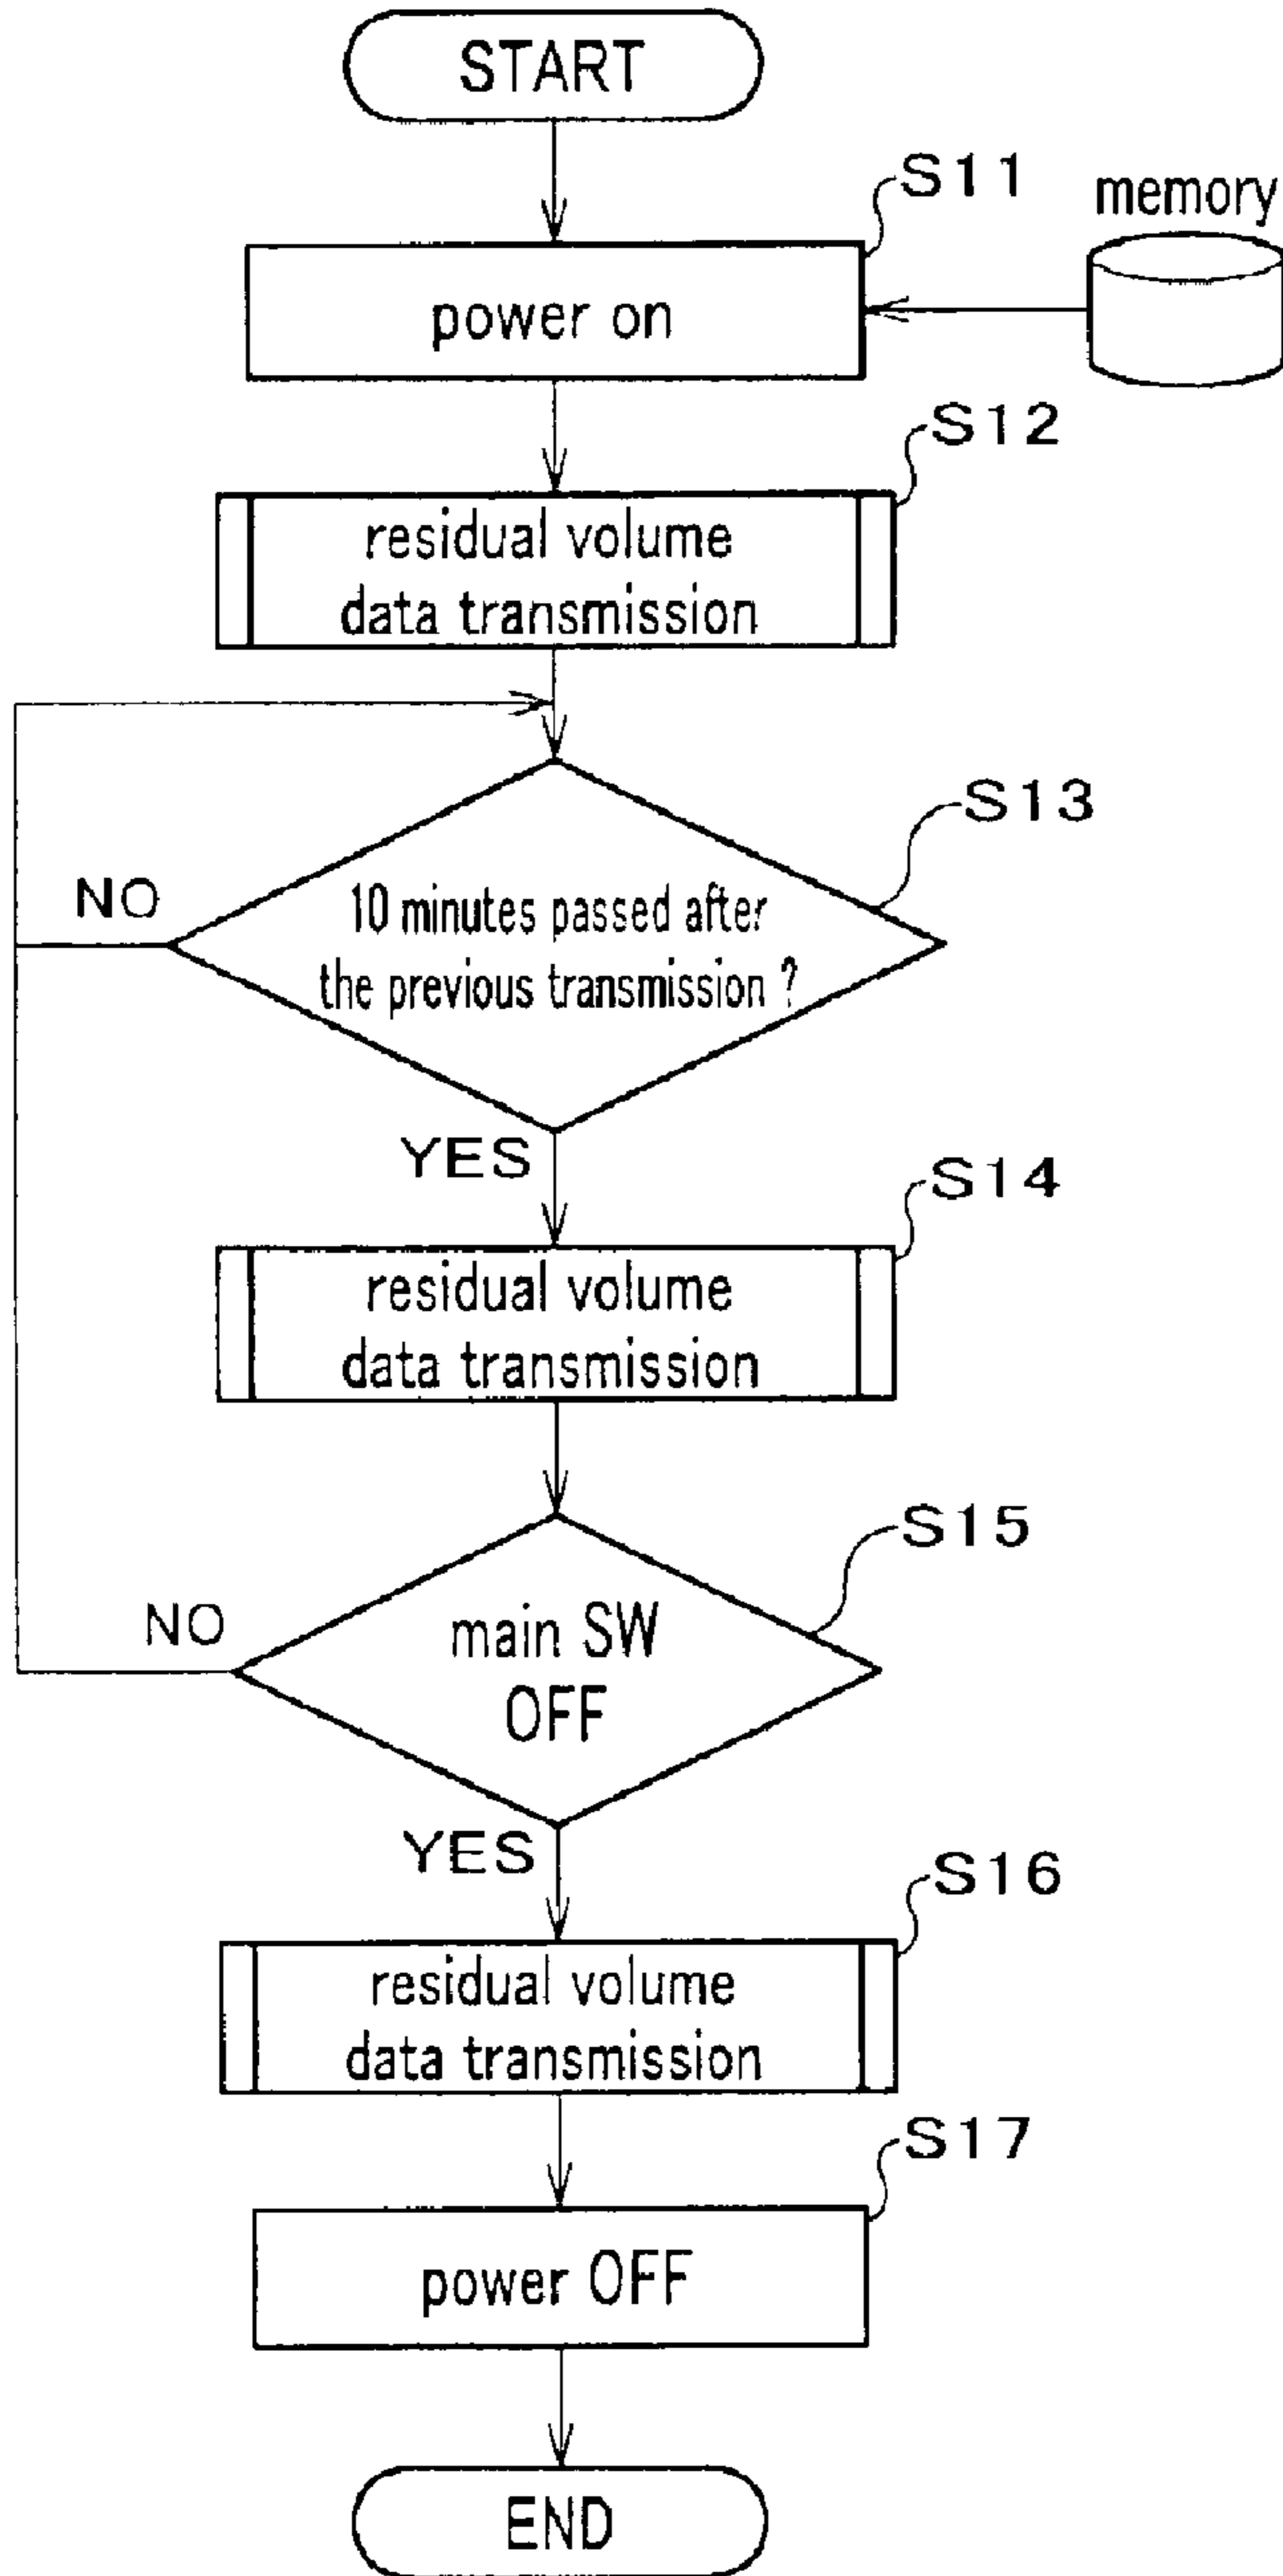 START
S11
memory
power on
S12
residual volume
data transmission
S13
NO
10 minutes passed after
the previous transmission ?
YES
S14
residual volume
data transmission
S15
NO
main SW
OFF
YES
S16
residual volume
data transmission
S17
power OFF
END